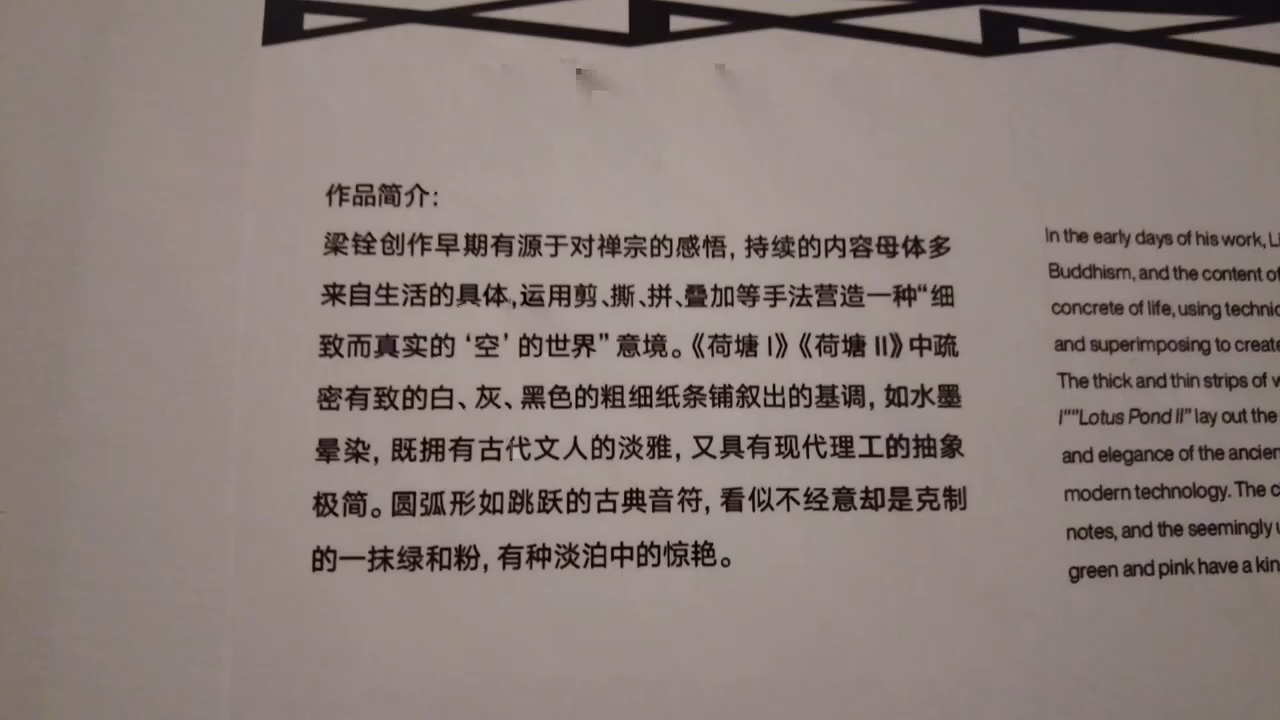 作品简介:
梁铨创作早期有源于对禅宗的感悟, 持续的内容母体多
来自生活的具体,运用剪、撕、拼、叠加等手法营造一种“细
致而真实的‘空’的世界”意境。《荷塘 I》《荷塘 II》中疏
密有致的白、灰、黑色的粗细纸条铺叙出的基调, 如水墨
晕染, 既拥有古代文人的淡雅, 又具有现代理工的抽象
极简。圆弧形如跳跃的古典音符, 看似不经意却是克制
的一抹绿和粉, 有种淡泊中的惊艳。
In the early days of his work,
Buddhism, and the content of
concrete of life, using
and superimposing to create
The thick and thin strips of
I""Lotus Pond II" lay out the
and elegance of the
modern technology. The
notes, and the seemingly
green and pink have a